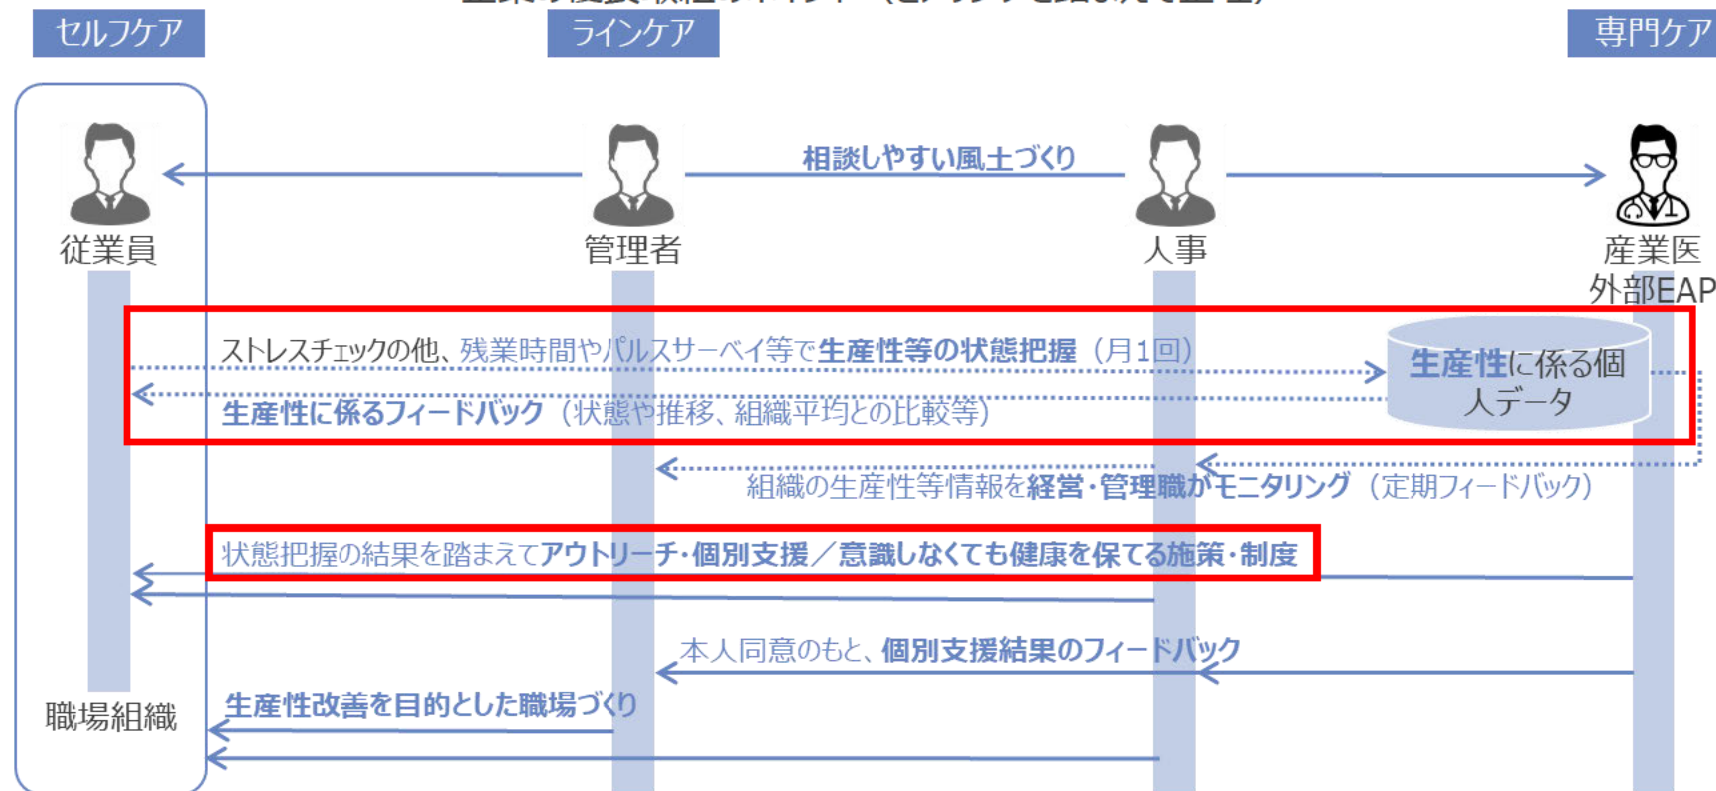 セルフケア
ラインケア
専門ケア
相談しやすい風土づくり
従業員
管理者
人事
産業医
外部EAP
ストレスチェックの他、残業時間やパルスサーベイ等で生産性等の状態把握（月1回）
生産性に係る個
人データ
生産性に係るフィードバック（状態や推移、組織平均との比較等）
組織の生産性等情報を経営・管理職がモニタリング（定期フィードバック）
状態把握の結果を踏まえてアウトリーチ・個別支援／意識しなくても健康を保てる施策・制度
本人同意のもと、個別支援結果のフィードバック
生産性改善を目的とした職場づくり
職場組織